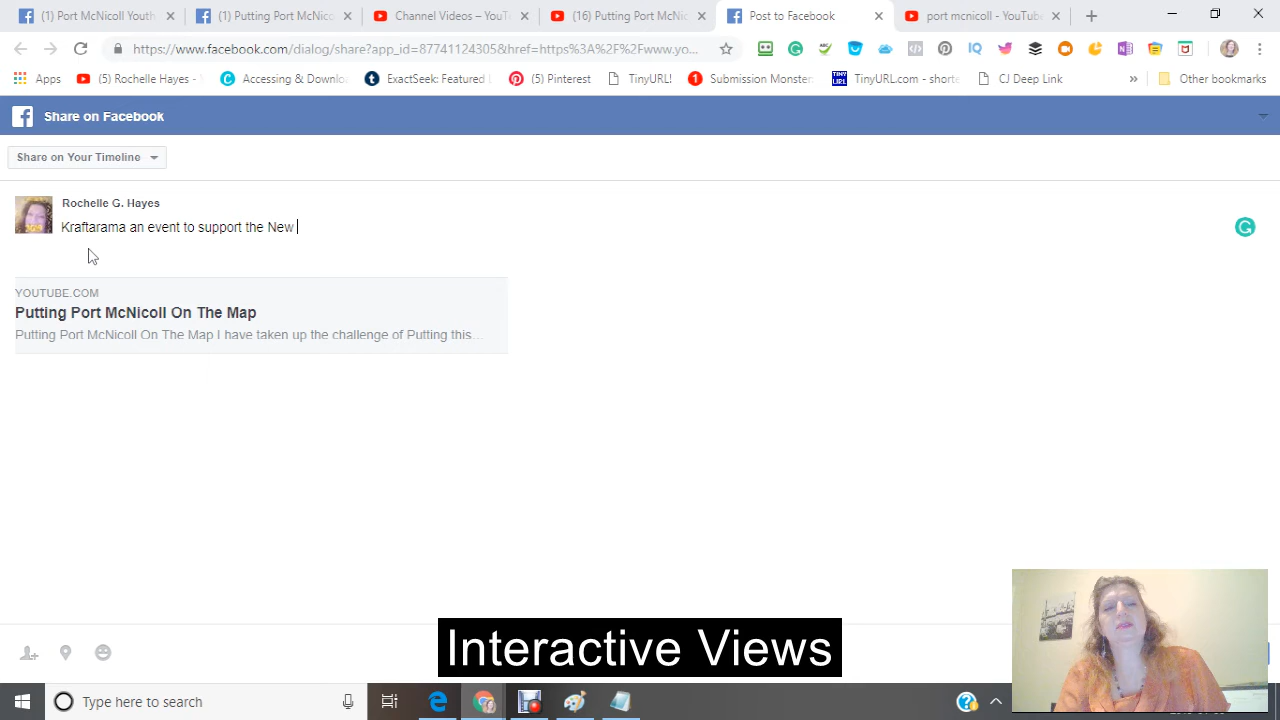 (1) Port McNicoll Youth
(1) Putting Port McNico
Channel Videos – YouT
(16) Putting Port McNi
Post to Facebook
port mcnicoll - YouTube
https://www.facebook.com/dialog/share?app_id=87741124305&href=https%3A%2F%2Fwww.yo...
Apps
(5) Rochelle Hayes -
Accessing & Downlo
ExactSeek: Featured L
(5) Pinterest
TinyURL!
Submission Monster
TinyURL.com - shorte
CJ Deep Link
»
Other bookmarks
Share on Facebook
Share on Your Timeline
Rochelle G. Hayes
Kraftarama an event to support the New
YOUTUBE.COM
Putting Port McNicoll On The Map
Putting Port McNicoll On The Map I have taken up the challenge of Putting this...
Interactive Views
Type here to search